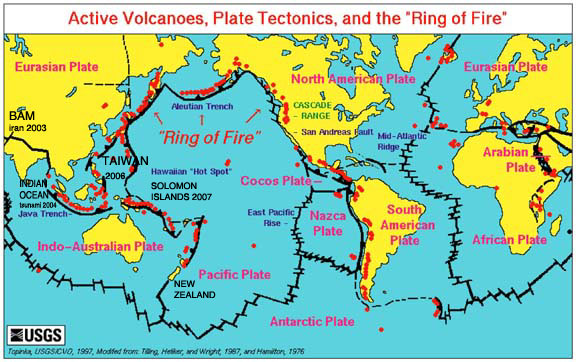 Active Volcanoes, Plate Tectonics, and the "Ring of Fire"
Eurasian Plate
North American Plate
Eurasian Plate
Aleutian Trench
"Ring of Fire"
CASCADE
RANGE
San Andreas Fault
Mid-Atlantic
Ridge
BAM
iran 2003
TAIWAN
2006
Hawaiian "Hot Spot"
Arabian
Plate
INDIAN
OCEAN
tsunami 2004
Java Trench
SOLOMON
ISLANDS 2007
Cocos Plate
East Pacific
Rise
Nazca
Plate
South
American
Plate
African Plate
Indo-Australian Plate
Pacific Plate
NEW
ZEALAND
Antarctic Plate
USGS
Topinka, USGS/CVO, 1997, Modified from: Tilling, Heliker, and Wright, 1987, and Hamilton, 1976